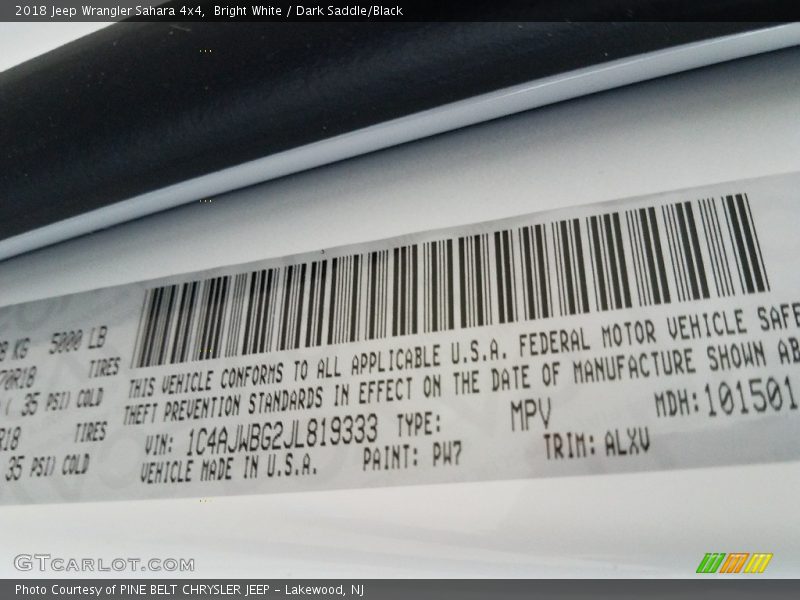 2018 Jeep Wrangler Sahara 4x4, Bright White / Dark Saddle/Black
KG 5000 LB
70R18 TIRES
( 35 PSI) COLD
R18 TIRES
35 PSI) COLD
THIS VEHICLE CONFORMS TO ALL APPLICABLE U.S.A. FEDERAL MOTOR VEHICLE SAFE
THEFT PREVENTION STANDARDS IN EFFECT ON THE DATE OF MANUFACTURE SHOWN AB
VIN: 1C4AJWBG2JL819333 TYPE: MPV MDH:101501
VEHICLE MADE IN U.S.A. PAINT: PW7 TRIM: ALXV
GTCARLOT.COM
Photo Courtesy of PINE BELT CHRYSLER JEEP - Lakewood, NJ